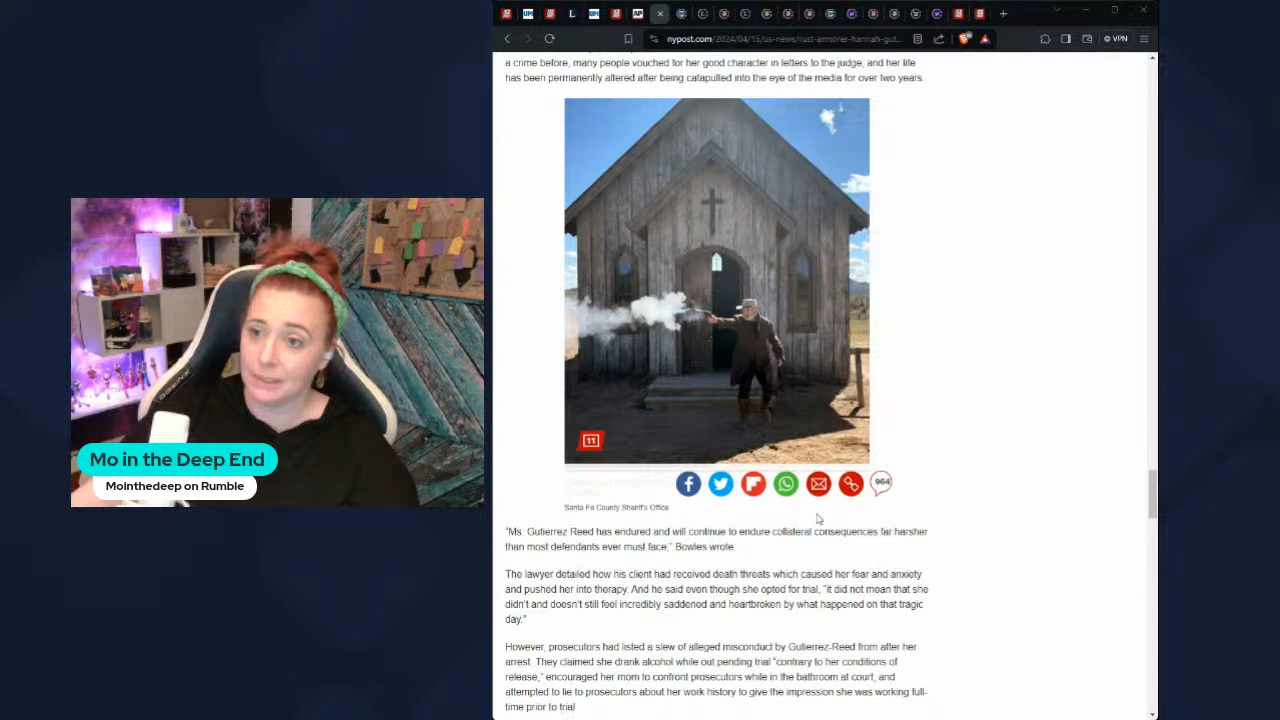 nypost.com/2024/04/15/us-news/rust-armorer-hannah-gut...
VPN
a crime before, many people vouched for her good character in letters to the judge, and her life
has been permanently altered after being catapulted into the eye of the media for over two years.
11
964
Santa Fe County Sheriff's Office
"Ms. Gutierrez Reed has endured and will continue to endure collateral consequences far harsher
than most defendants ever must face," Bowles wrote.
The lawyer detailed how his client had received death threats which caused her fear and anxiety
and pushed her into therapy. And he said even though she opted for trial, "it did not mean that she
didn't and doesn't still feel incredibly saddened and heartbroken by what happened on that tragic
day."
However, prosecutors had listed a slew of alleged misconduct by Gutierrez-Reed from after her
arrest. They claimed she drank alcohol while out pending trial "contrary to her conditions of
release," encouraged her mom to confront prosecutors while in the bathroom at court, and
attempted to lie to prosecutors about her work history to give the impression she was working full-
time prior to trial
Mo in the Deep End
Mointhedeep on Rumble